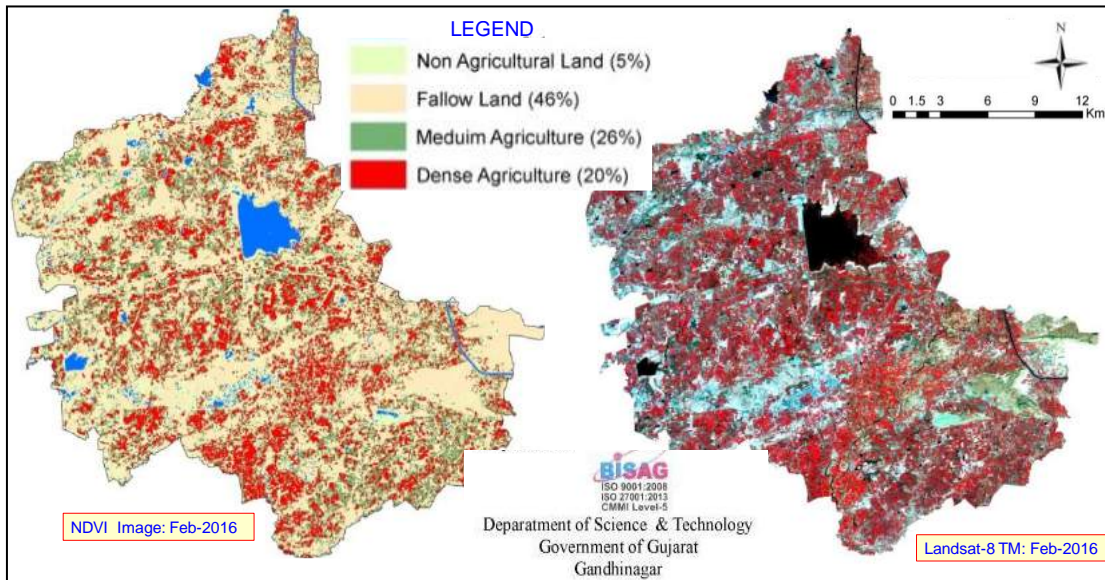 LEGEND
Non Agricultural Land (5%)
Fallow Land (46%)
Meduim Agriculture (26%)
Dense Agriculture (20%)
N
0 1.5 3 6 9 12
Km
BISAG
ISO 9001:2008
ISO 27001:2013
CMMI Level-5
Deparatment of Science & Technology
Government of Gujarat
Gandhinagar
NDVI Image: Feb-2016
Landsat-8 TM: Feb-2016